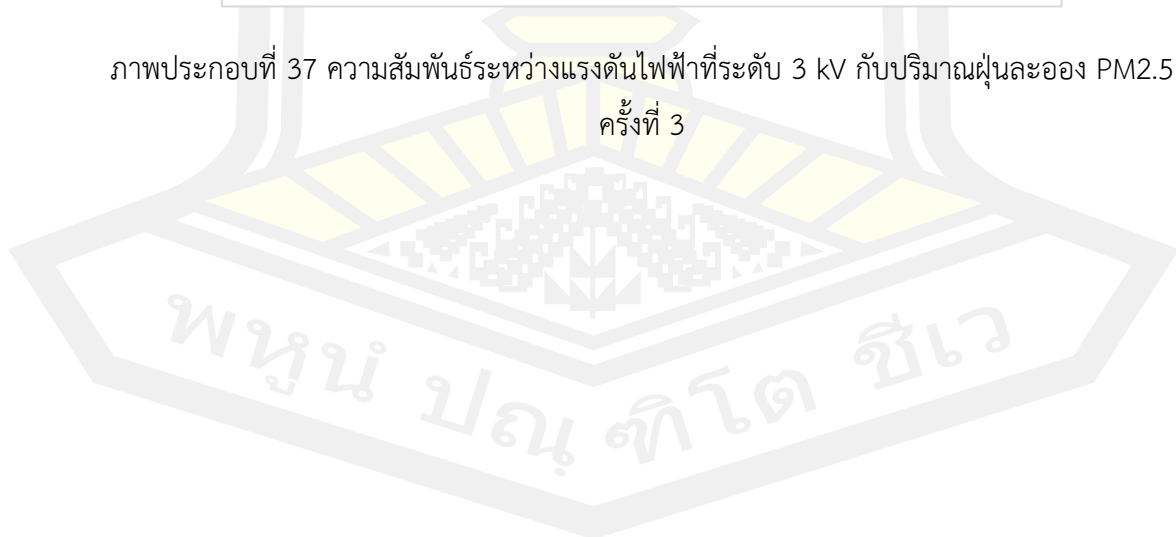 ภาพประกอบที่ 37 ความสัมพันธ์ระหว่างแรงดันไฟฟ้าที่ระดับ 3 kV กับปริมาณฝุ่นละออง PM2.5
ครั้งที่ 3
พหูนํ ปณฺฑิโต ชีเว